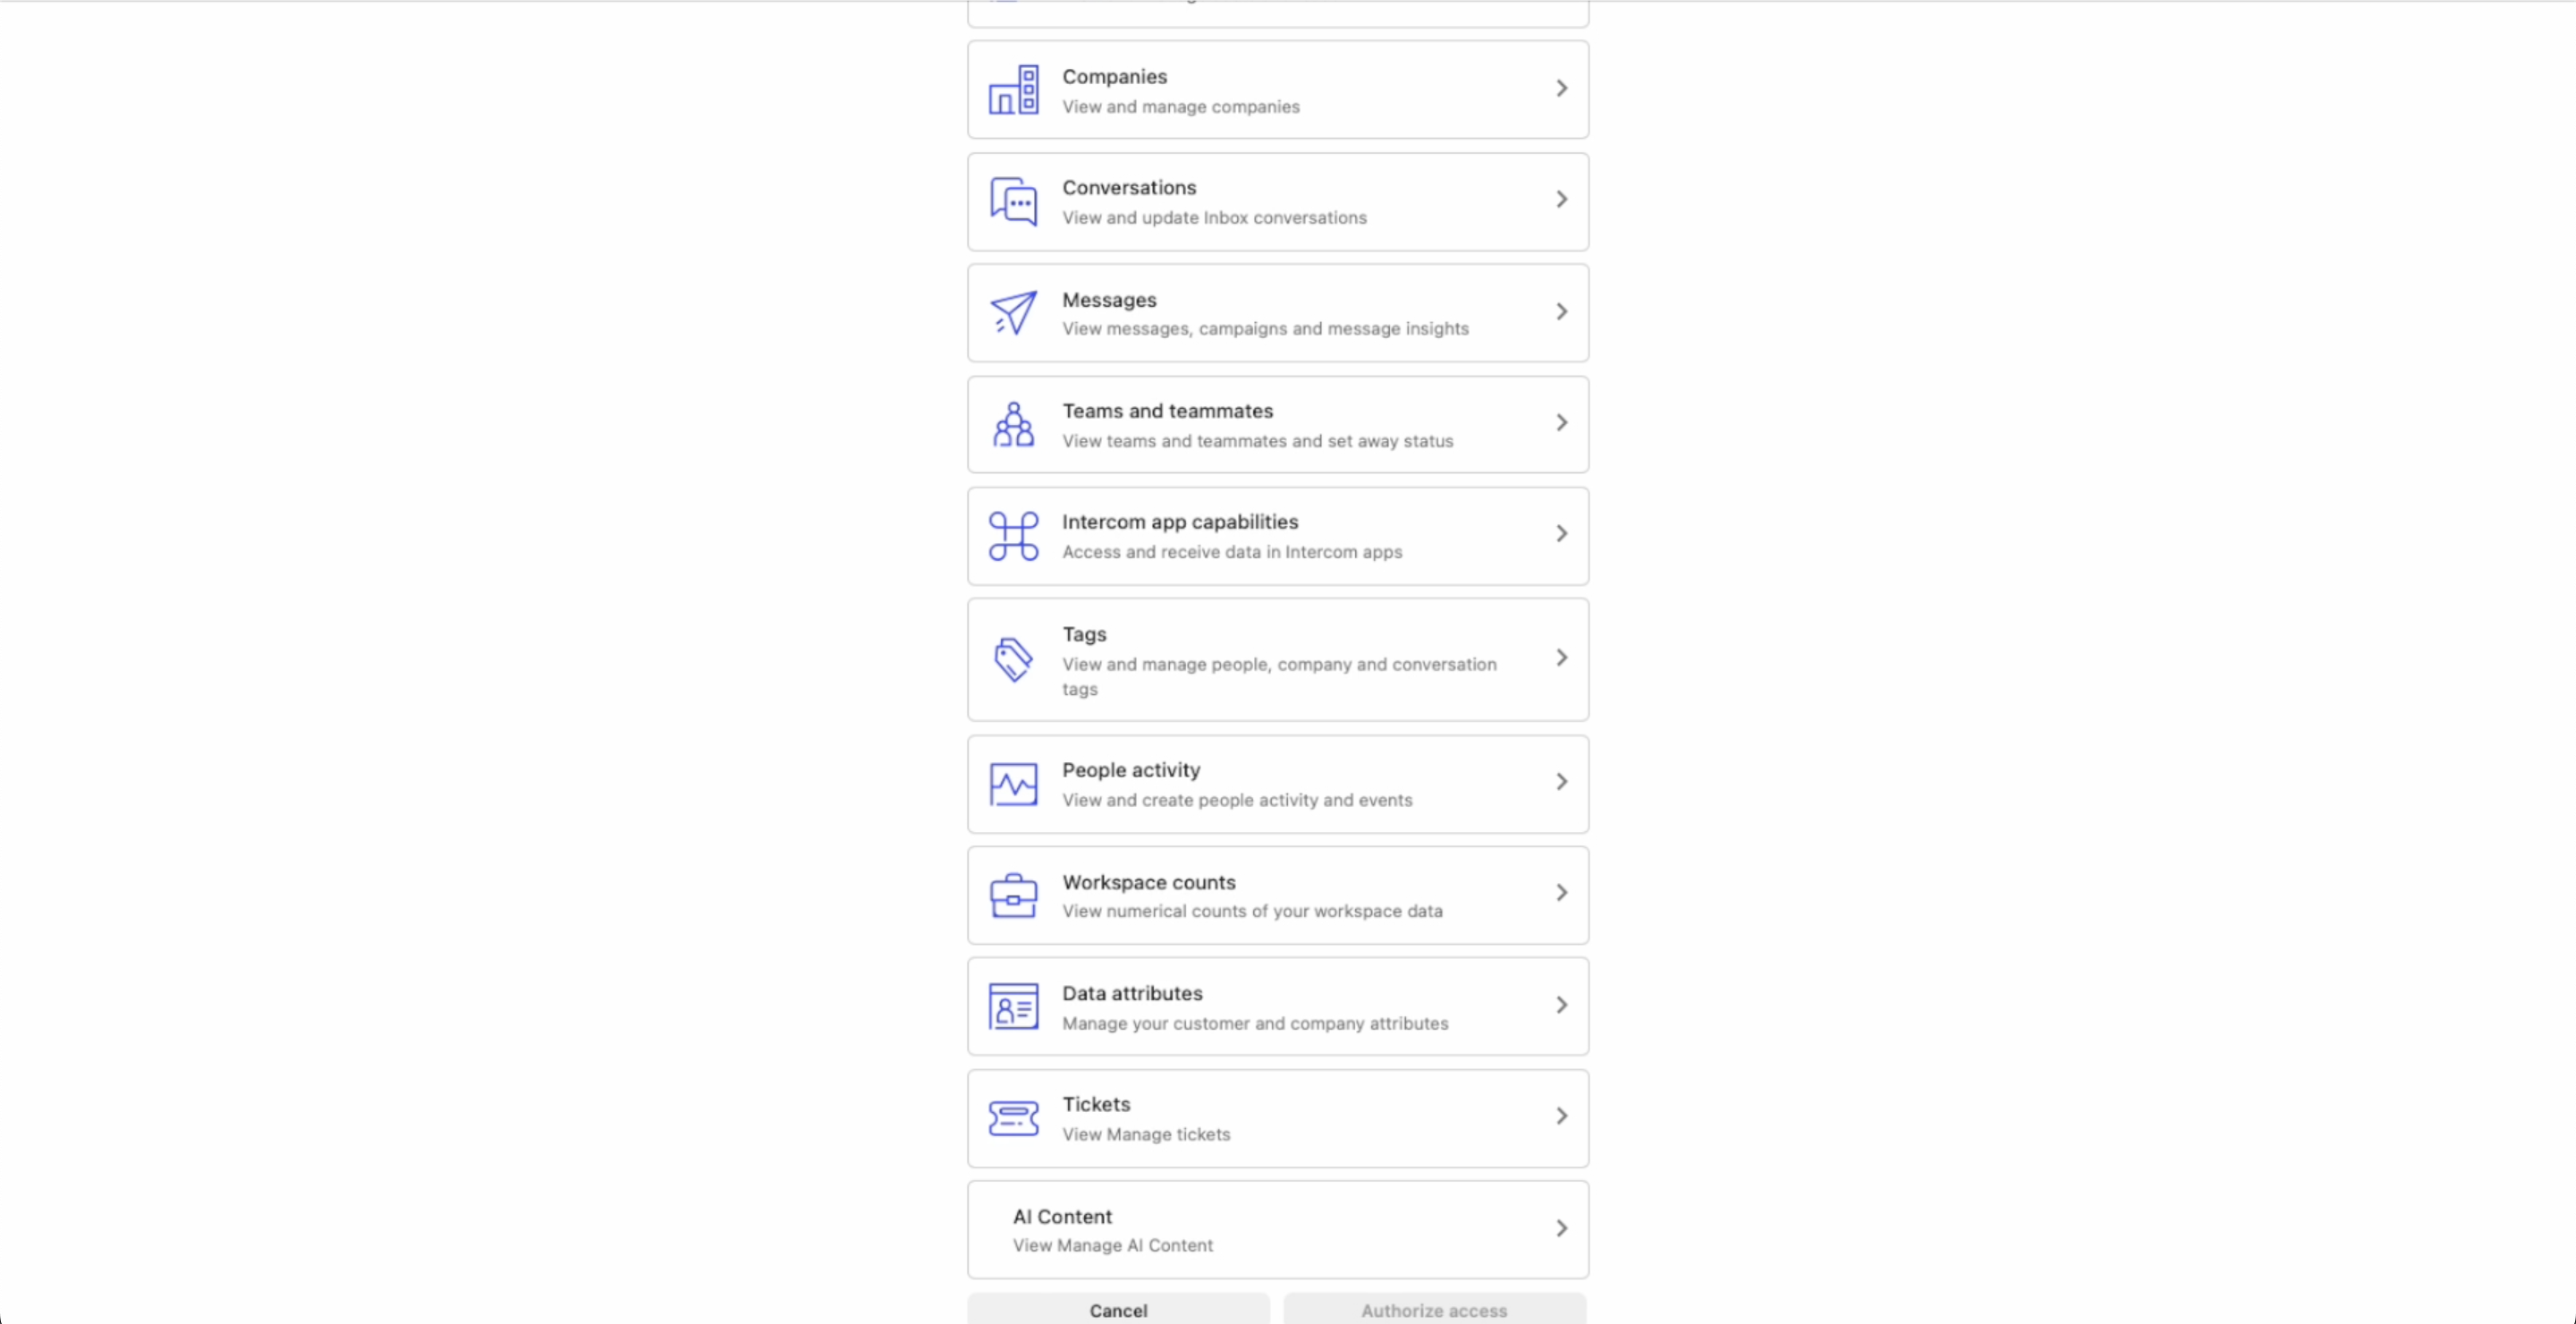 Companies
View and manage companies
Conversations
View and update Inbox conversations
Messages
View messages, campaigns and message insights
Teams and teammates
View teams and teammates and set away status
Intercom app capabilities
Access and receive data in Intercom apps
Tags
View and manage people, company and conversation
tags
People activity
View and create people activity and events
Workspace counts
View numerical counts of your workspace data
Data attributes
Manage your customer and company attributes
Tickets
View Manage tickets
AI Content
View Manage AI Content
Cancel
Authorize access